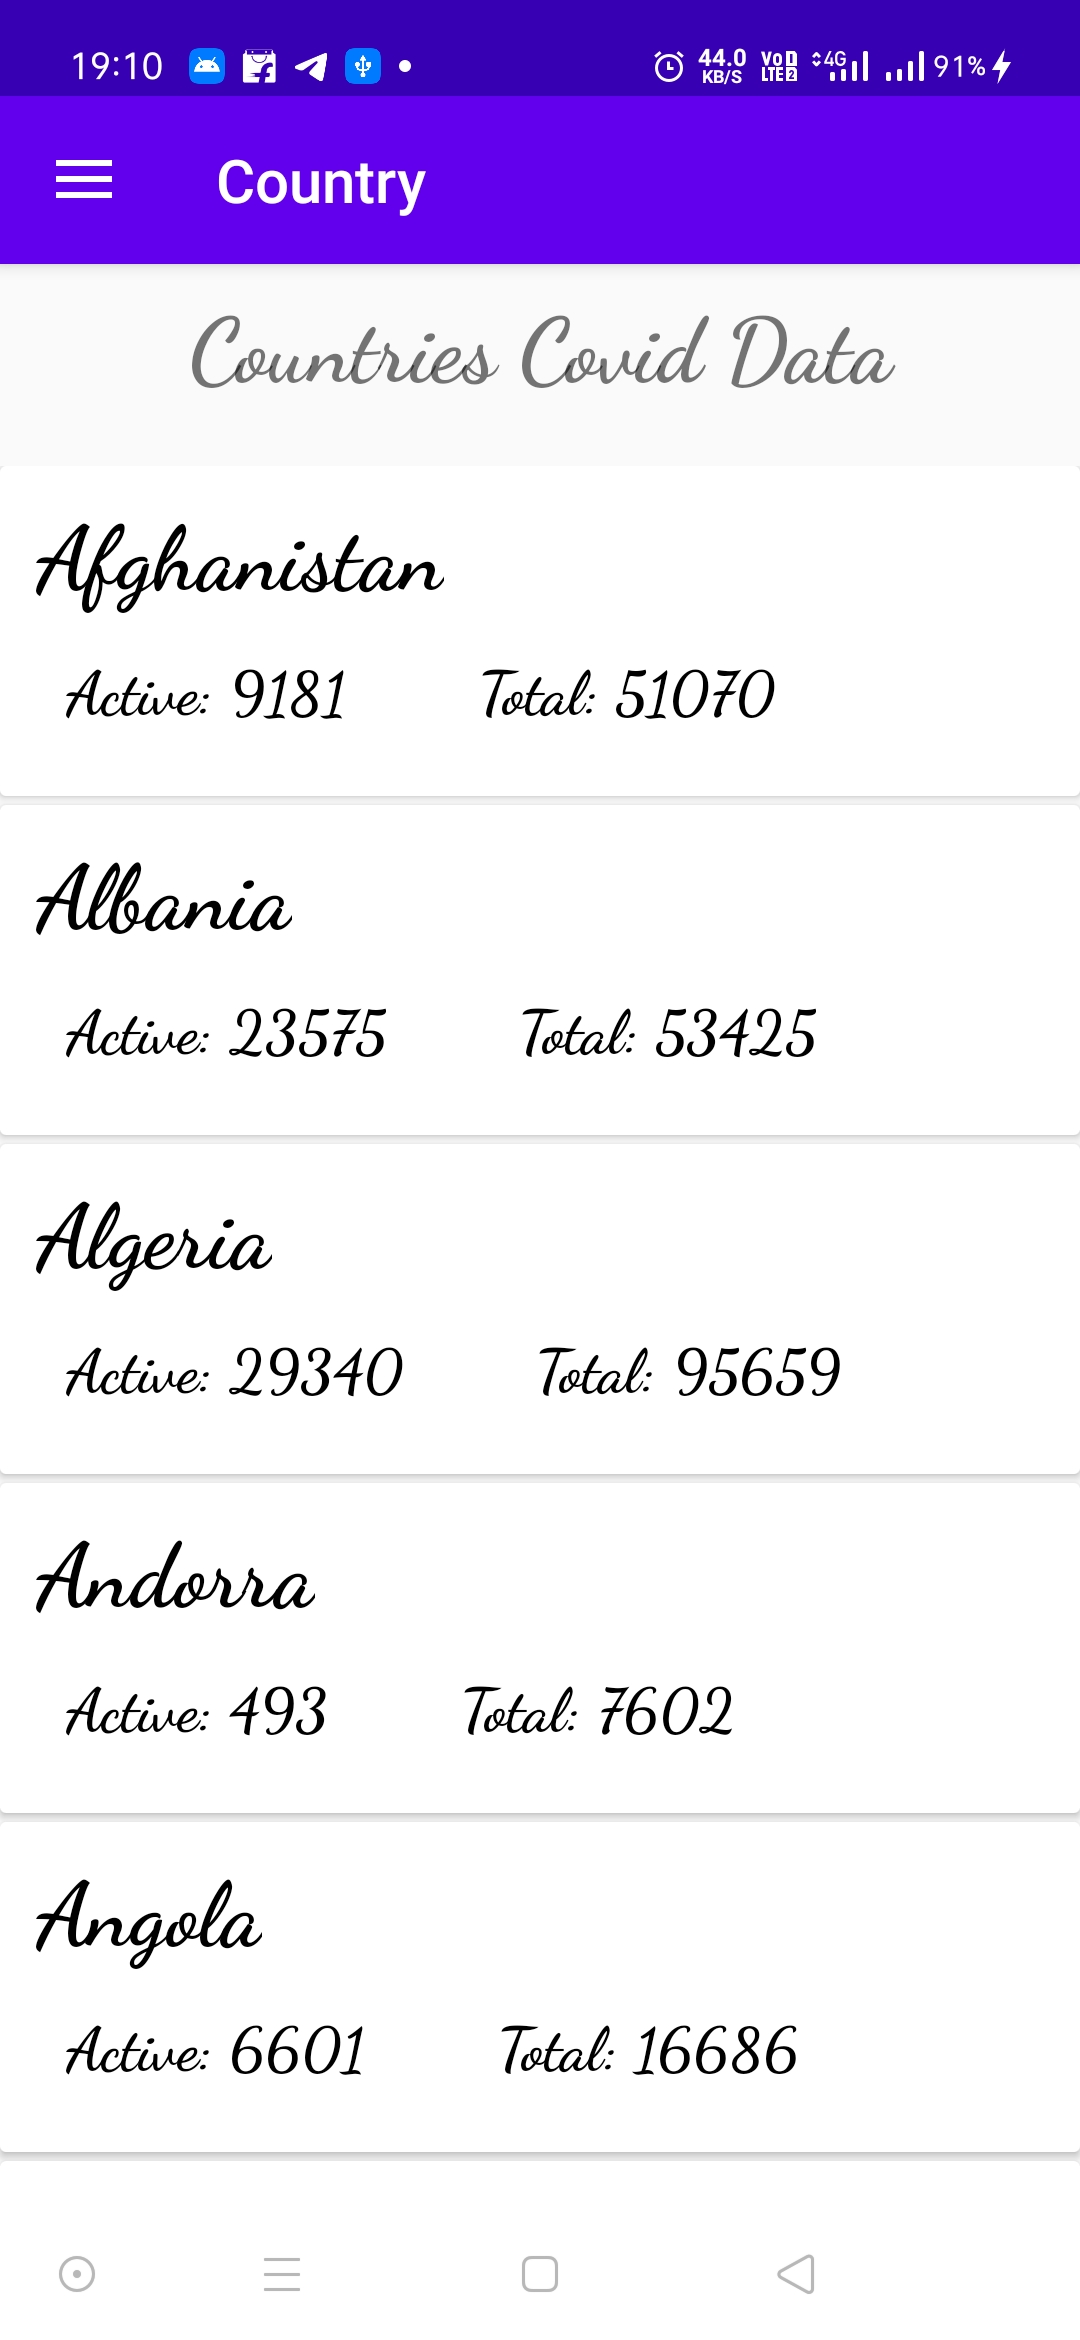 19:10 44.0 KB/S VoD LTE2 4G 91%
Country
Countries Covid Data
Afghanistan
Active: 9181 Total: 51070
Albania
Active: 23575 Total: 53425
Algeria
Active: 29340 Total: 95659
Andorra
Active: 493 Total: 7602
Angola
Active: 6601 Total: 16686